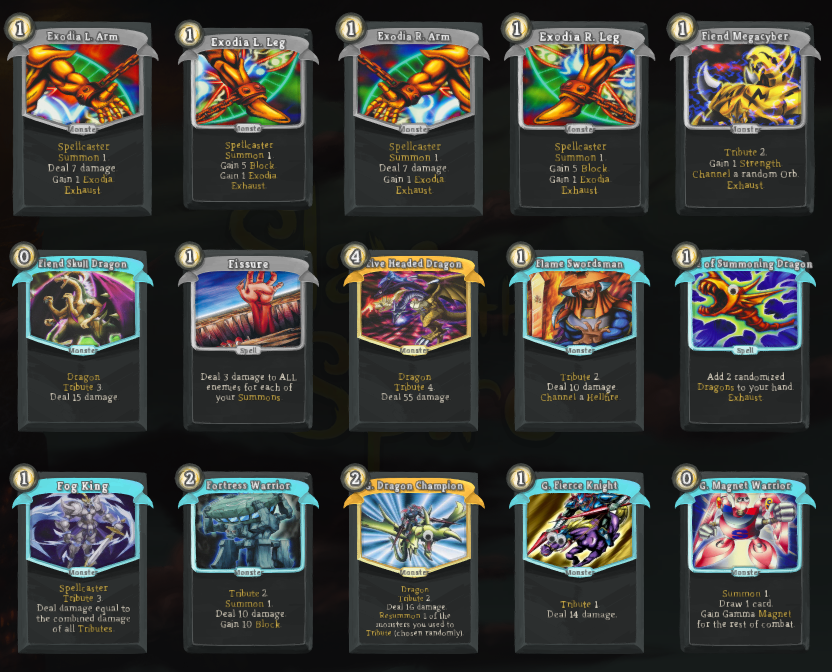 1
Exodia L. Arm
Monster
Spellcaster
Summon 1
Deal 7 damage.
Gain 1 Exodia.
Exhaust
1
Exodia L. Leg
Monster
Spellcaster
Summon 1
Gain 5 Block.
Gain 1 Exodia
Exhaust.
1
Exodia R. Arm
Monster
Spellcaster
Summon 1
Deal 7 damage.
Gain 1 Exodia.
Exhaust
1
Exodia R. Leg
Monster
Spellcaster
Summon 1
Gain 5 Block.
Gain 1 Exodia.
Exhaust
1
Fiend Megacyber
Monster
Tribute 2.
Gain 1 Strength
Channel a random Orb.
Exhaust
0
Fiend Skull Dragon
Monster
Dragon
Tribute 3
Deal 15 damage
1
Fissure
Spell
Deal 3 damage to ALL
enemies for each of
your Summons
4
Five Headed Dragon
Monster
Dragon
Tribute 4.
Deal 55 damage.
1
Flame Swordsman
Monster
Tribute 2
Deal 10 damage
Channel a Hellfire
1
of Summoning Dragon
Spell
Add 2 randomized
Dragons to your hand.
Exhaust
1
Fog King
Monster
Spellcaster
Tribute 3.
Deal damage equal to
the combined damage
of all Tributes.
2
Fortress Warrior
Monster
Tribute 2
Summon 1.
Deal 10 damage
Gain 10 Block.
2
G. Dragon Champion
Monster
Dragon
Tribute 2
Deal 16 damage.
Resummon 1 of the
monsters you used to
Tribute (chosen randomly).
1
G. Fierce Knight
Monster
Tribute 1
Deal 14 damage.
0
G. Magnet Warrior
Monster
Summon 1
Draw 1 card.
Gain Gamma Magnet
for the rest of combat.